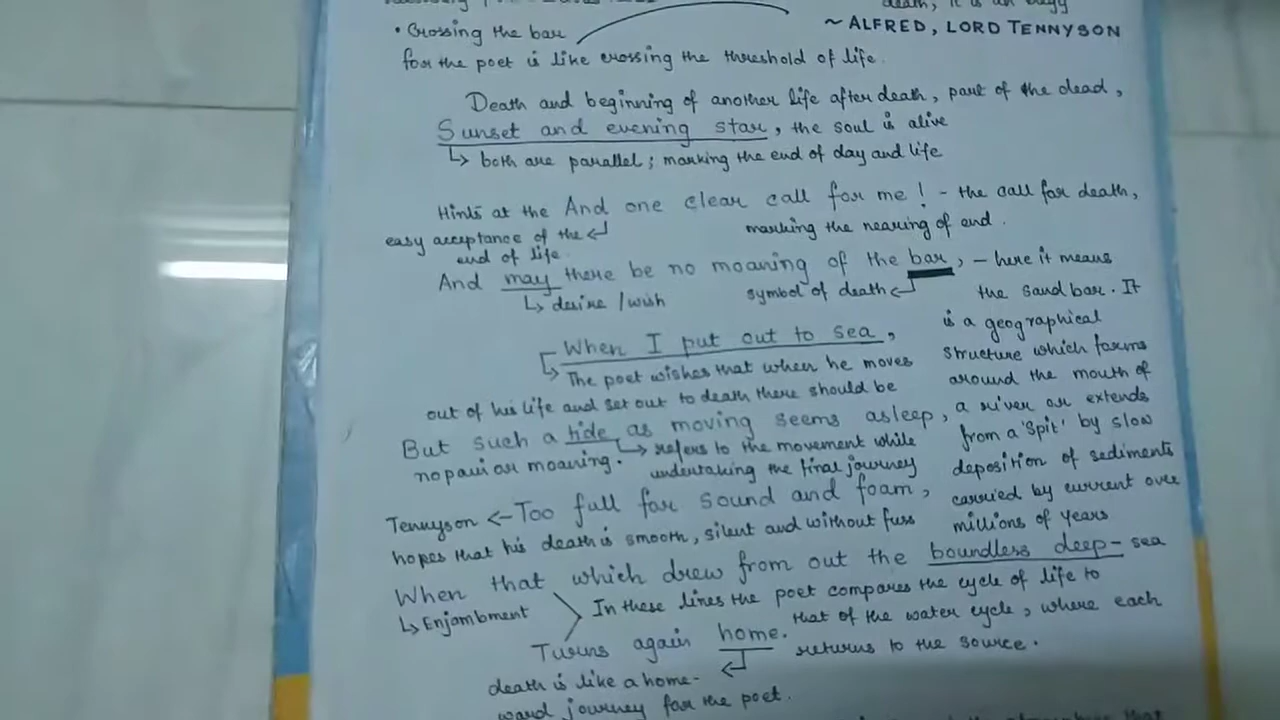 death, it is an elegy
• Crossing the bar
~ ALFRED, LORD TENNYSON
for the poet is like crossing the threshold of life.
Death and beginning of another life after death, part of the dead,
Sunset and evening star, the soul is alive
↳ both are parallel; marking the end of day and life
Hints at the And one clear call for me! - the call for death,
easy acceptance of the ↵ marking the nearing of end.
end of life.
And may there be no moaning of the bar, - here it means
↳ desire / wish symbol of death ↵ the sand bar. It
When I put out to sea, is a geographical
↳ The poet wishes that when he moves structure which forms
out of his life and set out to death there should be around the mouth of
But such a tide as moving seems asleep, a river or extends
no pain or moaning. ↳ refers to the movement while from a 'Spit' by slow
undertaking the final journey deposition of sediments
Tennyson ← Too full for sound and foam, carried by current over
hopes that his death is smooth, silent and without fuss millions of years
When that which drew from out the boundless deep - sea
↳ Enjambment In these lines the poet compares the cycle of life to
that of the water cycle, where each
Turns again home. returns to the source.
death is like a home-
ward journey for the poet.